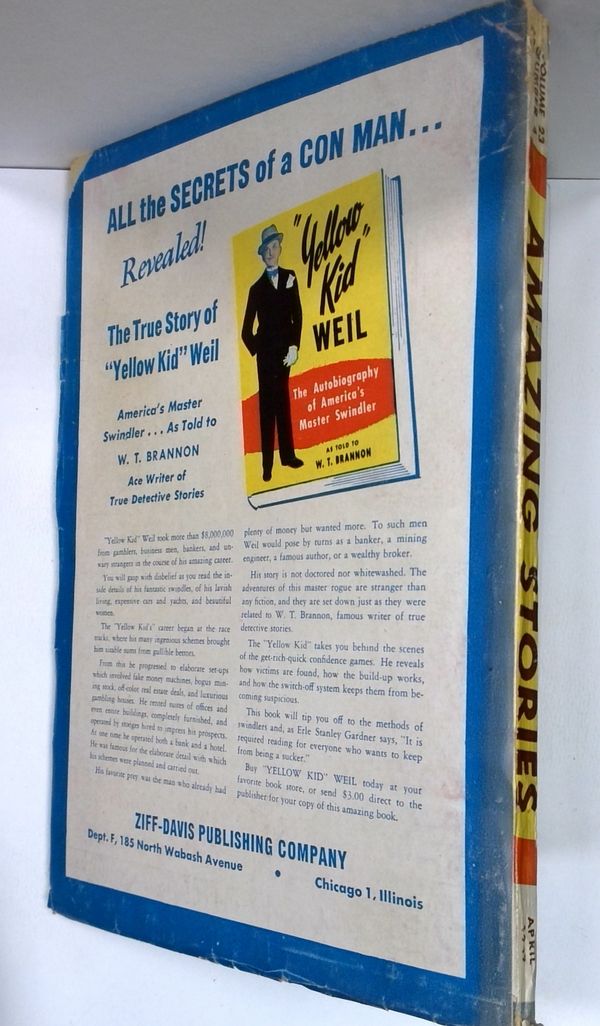 ALL the SECRETS of a CON MAN...
Revealed!
The True Story of
"Yellow Kid" Weil
America's Master
Swindler . . . As Told to
W. T. BRANNON
Ace Writer of
True Detective Stories
"Yellow Kid"
WEIL
The Autobiography
of America's
Master Swindler
AS TOLD TO
W. T. BRANNON
"Yellow Kid" Weil took more than $8,000,000
from gamblers, business men, bankers, and un-
wary strangers in the course of his amazing career.
You will gasp with disbelief as you read the in-
side details of his fantastic swindles, of his lavish
living, expensive cars and yachts, and beautiful
women.
The "Yellow Kid's" career began at the race
tracks, where his many ingenious schemes brought
him sizable sums from gullible bettors.
From this he progressed to elaborate set-ups
which involved fake money machines, bogus min-
ing stock, off-color real estate deals, and luxurious
gambling houses. He rented suites of offices and
even entire buildings, completely furnished, and
operated by stooges hired to impress his prospects.
At one time he operated both a bank and a hotel.
He was famous for the elaborate detail with which
his schemes were planned and carried out.
His favorite prey was the man who already had
plenty of money but wanted more. To such men
Weil would pose by turns as a banker, a mining
engineer, a famous author, or a wealthy broker.
His story is not doctored nor whitewashed. The
adventures of this master rogue are stranger than
any fiction, and they are set down just as they were
related to W. T. Brannon, famous writer of true
detective stories.
The "Yellow Kid" takes you behind the scenes
of the get-rich-quick confidence games. He reveals
how victims are found, how the build-up works,
and how the switch-off system keeps them from be-
coming suspicious.
This book will tip you off to the methods of
swindlers and, as Erle Stanley Gardner says, "It is
required reading for everyone who wants to keep
from being a sucker."
Buy "YELLOW KID" WEIL today at your
favorite book store, or send $3.00 direct to the
publisher for your copy of this amazing book.
ZIFF-DAVIS PUBLISHING COMPANY
Dept. F, 185 North Wabash Avenue • Chicago 1, Illinois
VOLUME 23
NUMBER 4
AMAZING STORIES
APRIL